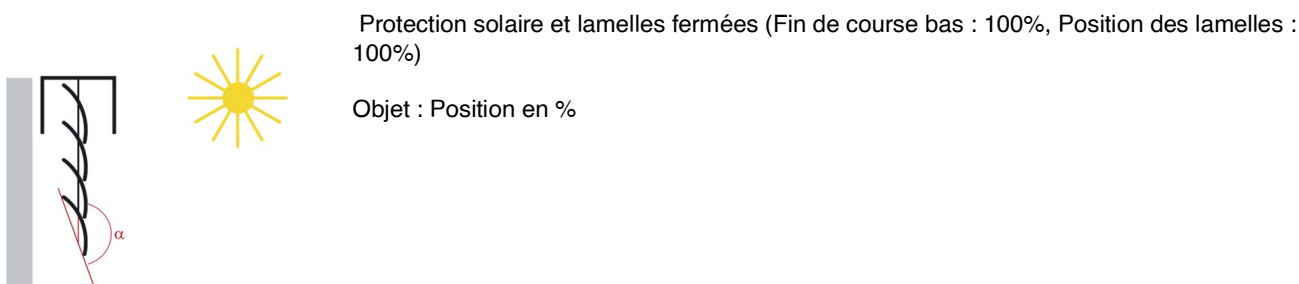 Protection solaire et lamelles fermées (Fin de course bas : 100%, Position des lamelles :
100%)
Objet : Position en %
α